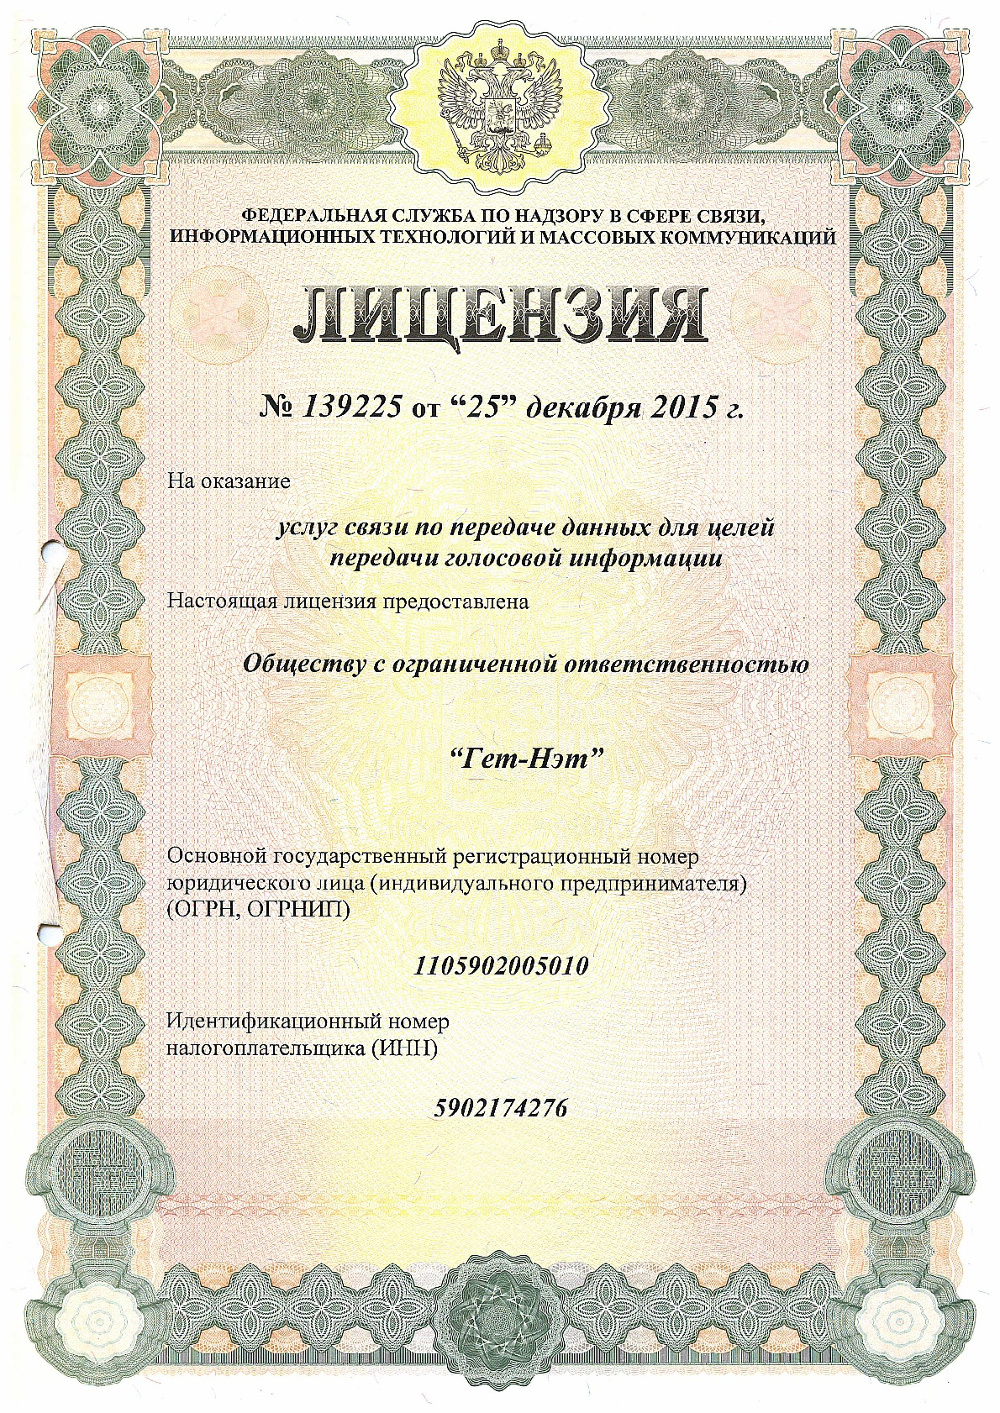 ФЕДЕРАЛЬНАЯ СЛУЖБА ПО НАДЗОРУ В СФЕРЕ СВЯЗИ,
ИНФОРМАЦИОННЫХ ТЕХНОЛОГИЙ И МАССОВЫХ КОММУНИКАЦИЙ
ЛИЦЕНЗИЯ
№ 139225 от “25” декабря 2015 г.
На оказание
услуг связи по передаче данных для целей
передачи голосовой информации
Настоящая лицензия предоставлена
Обществу с ограниченной ответственностью
“Гет-Нэт”
Основной государственный регистрационный номер
юридического лица (индивидуального предпринимателя)
(ОГРН, ОГРНИП)
1105902005010
Идентификационный номер
налогоплательщика (ИНН)
5902174276